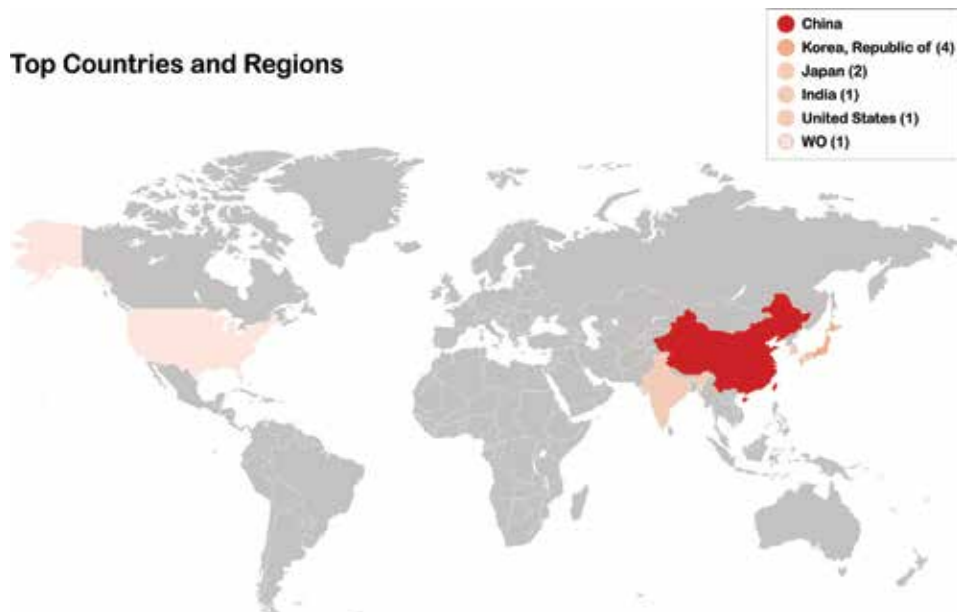 Top Countries and Regions
China
Korea, Republic of (4)
Japan (2)
India (1)
United States (1)
WO (1)